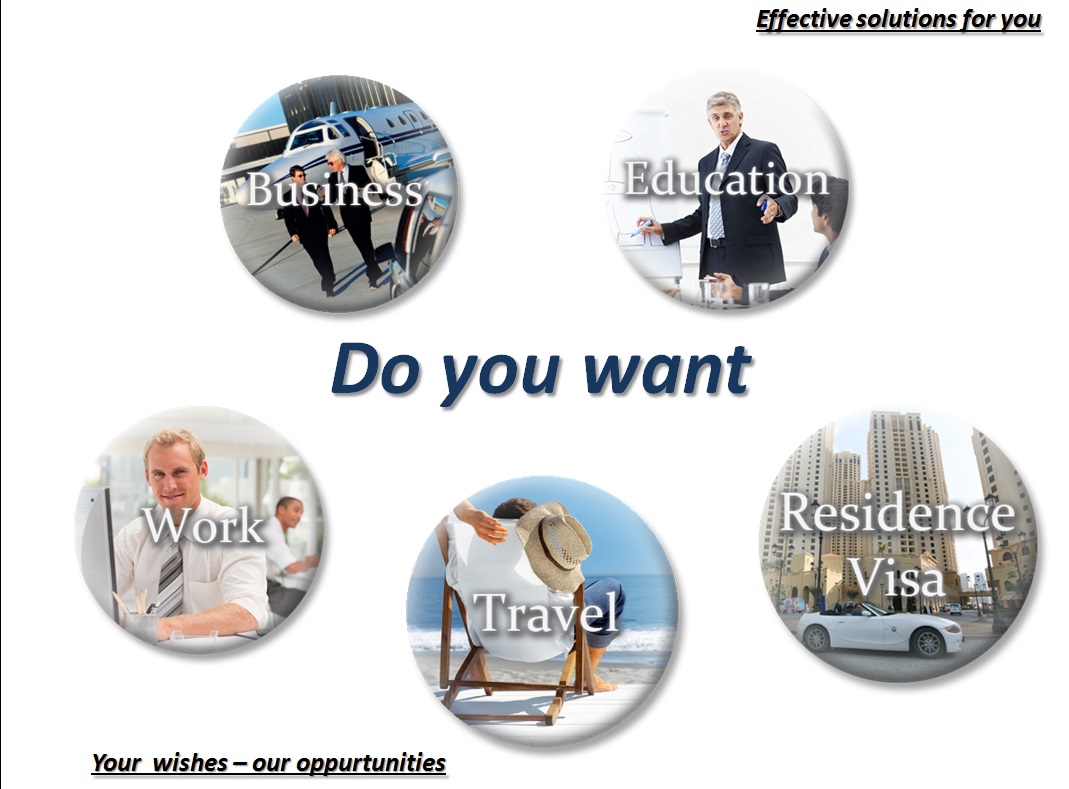 Effective solutions for you
Business
Education
Do you want
Work
Travel
Residence
Visa
Your  wishes – our oppurtunities